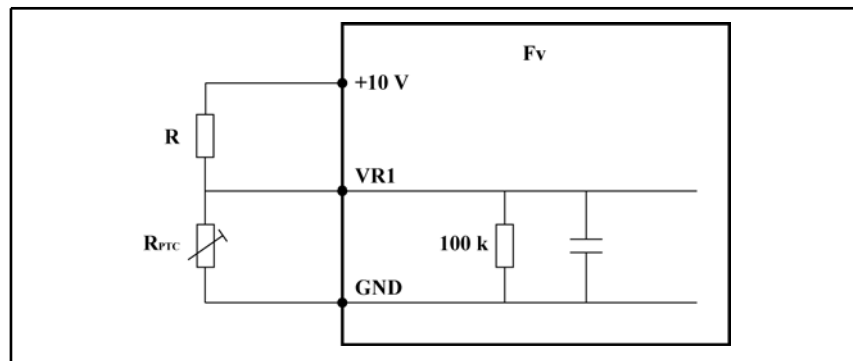 Fv
+10 V
R
VR1
RPTC
100 k
GND